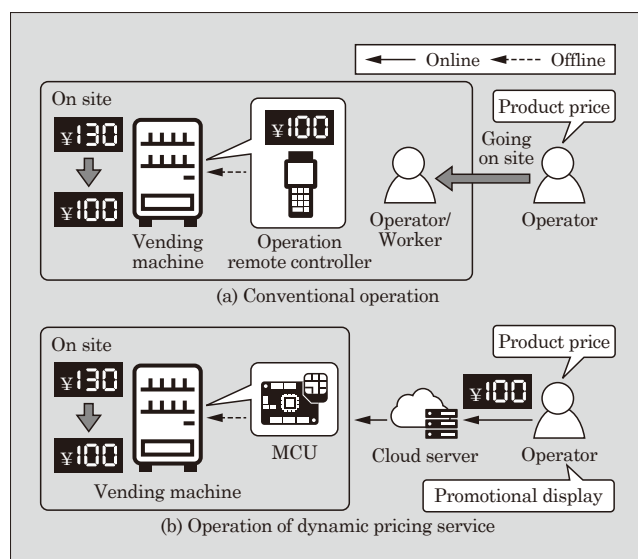 Online
Offline
On site
¥130
¥100
Vending
machine
¥100
Operation
remote controller
Operator/
Worker
Going
on site
Product price
Operator
(a) Conventional operation
On site
¥130
¥100
Vending machine
MCU
Cloud server
¥100
Product price
Operator
Promotional display
(b) Operation of dynamic pricing service